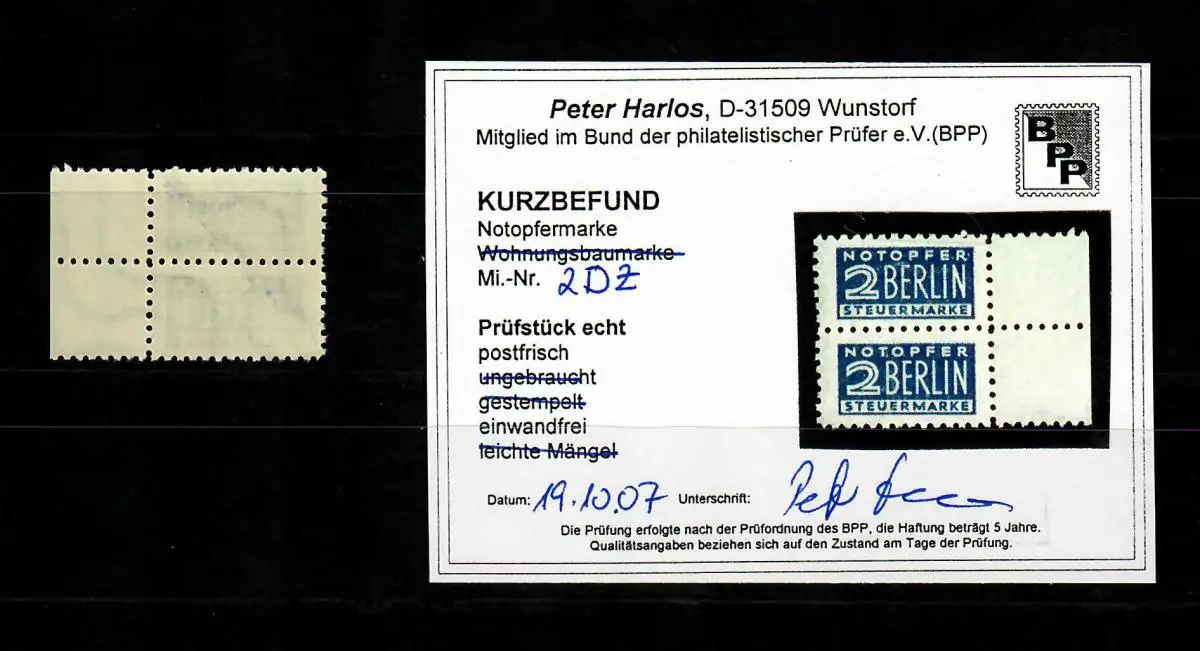 Peter Harlos, D-31509 Wunstorf
Mitglied im Bund der philatelistischer Prüfer e.V.(BPP)
BPP
KURZBEFUND
Notopfermarke
Wohnungsbaumarke
Mi.-Nr. 2DZ
Prüfstück echt
postfrisch
ungebraucht
gestempelt
einwandfrei
leichte Mängel
NOTOPFER
2 BERLIN
STEUERMARKE
NOTOPFER
2 BERLIN
STEUERMARKE
Datum: 19.10.07 Unterschrift:
Die Prüfung erfolgte nach der Prüfordnung des BPP, die Haftung beträgt 5 Jahre.
Qualitätsangaben beziehen sich auf den Zustand am Tage der Prüfung.